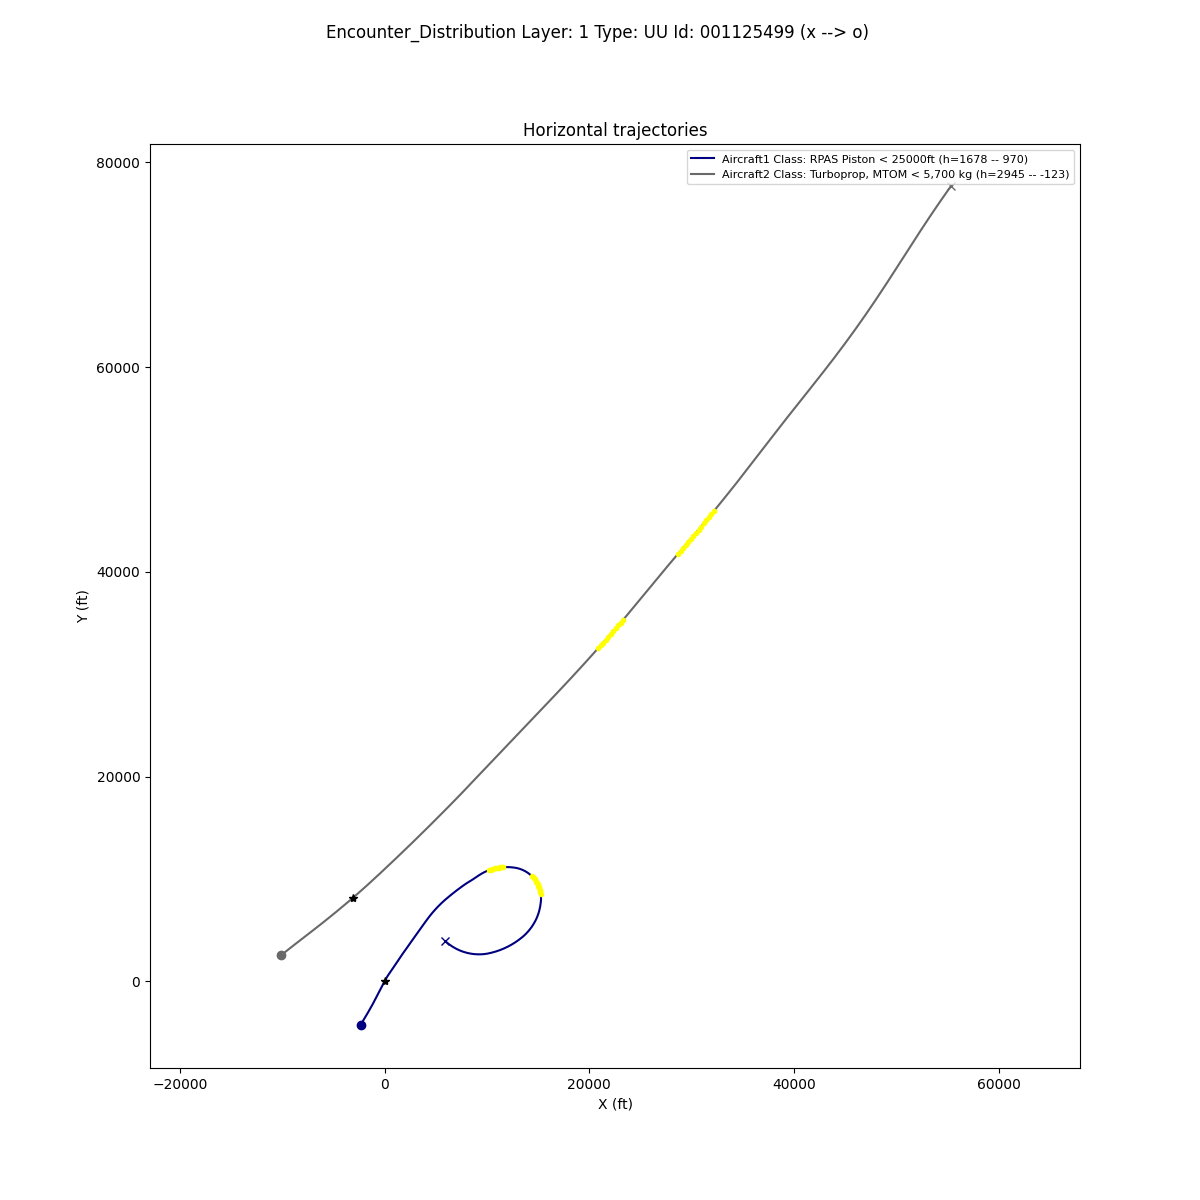 Encounter_Distribution Layer: 1 Type: UU Id: 001125499 (x --> o)
Horizontal trajectories
Aircraft1 Class: RPAS Piston < 25000ft (h=1678 -- 970)
Aircraft2 Class: Turboprop, MTOM < 5,700 kg (h=2945 -- -123)
80000
60000
40000
20000
0
Y (ft)
−20000
0
20000
40000
60000
X (ft)